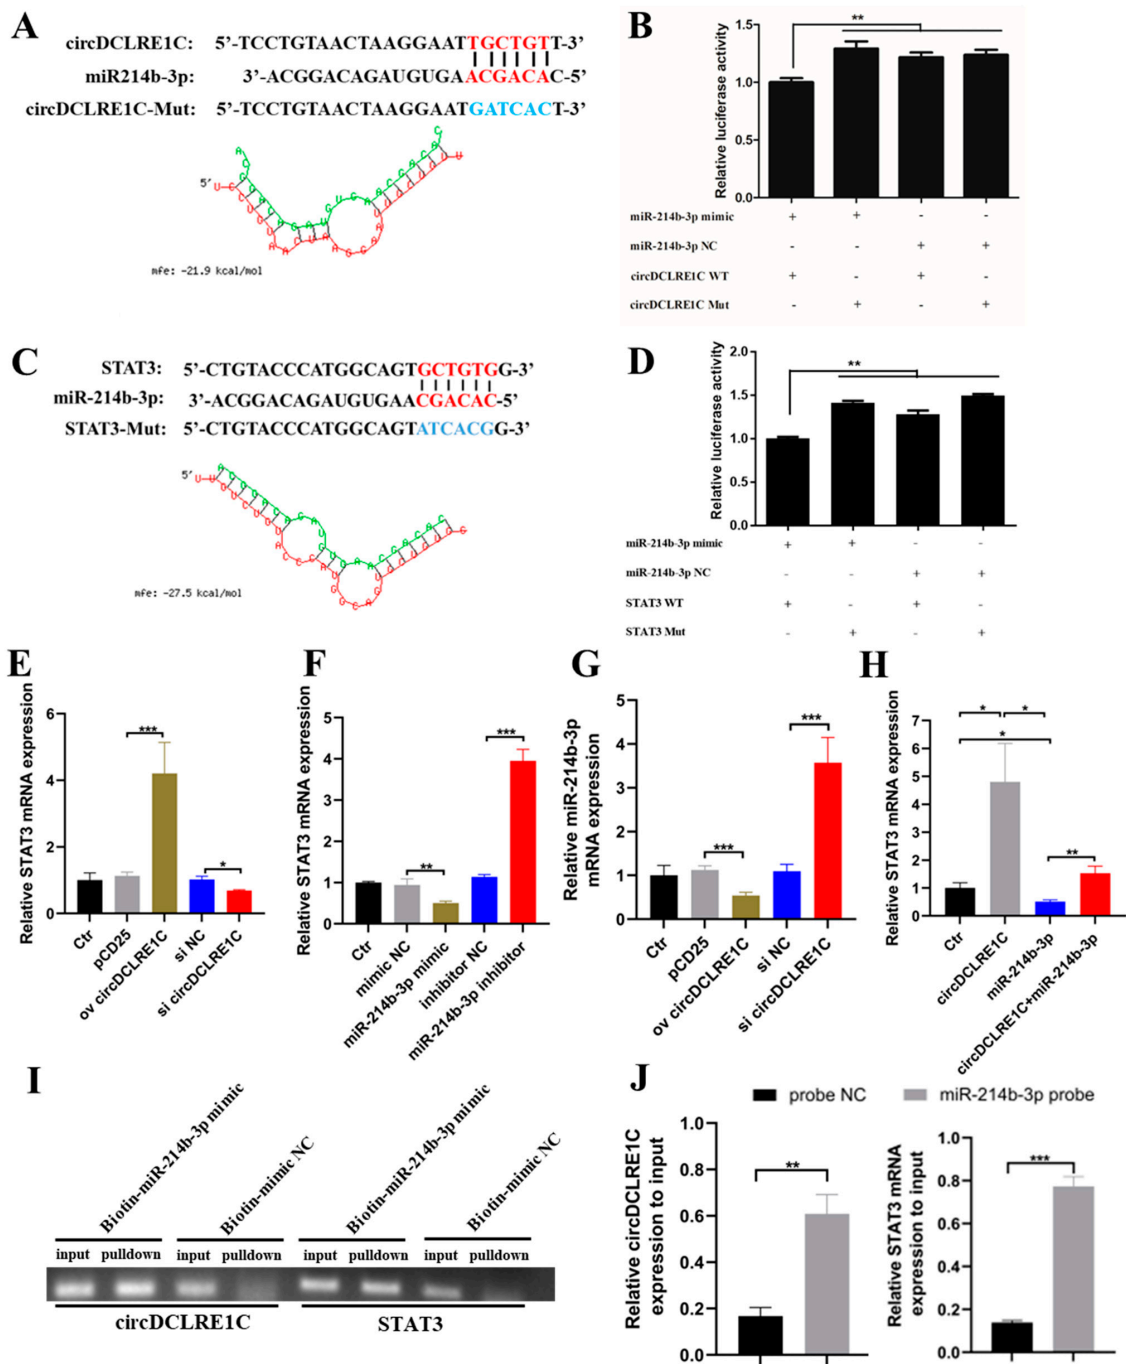 A
circDCLRE1C: 5'-TCCTGTAACTAAGGAATTGCTGTT-3'
miR214b-3p: 3'-ACGGACAGAUGUGAACGACAC-5'
circDCLRE1C-Mut: 5'-TCCTGTAACTAAGGAATGATCACT-3'
5'
mfe: -21.9 kcal/mol
B
Relative luciferase activity
1.5
1.0
0.5
0.0
**
miR-214b-3p mimic + + - -
miR-214b-3p NC - - + +
circDCLRE1C WT + - + -
circDCLRE1C Mut - + - +
C
STAT3: 5'-CTGTACCCATGGCAGTGCTGTGG-3'
miR-214b-3p: 3'-ACGGACAGAUGUGAACGACAC-5'
STAT3-Mut: 5'-CTGTACCCATGGCAGTATCACGG-3'
5'
mfe: -27.5 kcal/mol
D
Relative luciferase activity
2.0
1.5
1.0
0.5
0.0
**
miR-214b-3p mimic + + - -
miR-214b-3p NC - - + +
STAT3 WT + - + -
STAT3 Mut - + - +
E
Relative STAT3 mRNA expression
6
4
2
0
***
*
Ctr
pCD25
ov circDCLRE1C
si NC
si circDCLRE1C
F
Relative STAT3 mRNA expression
5
4
3
2
1
0
**
***
Ctr
mimic NC
miR-214b-3p mimic
inhibitor NC
miR-214b-3p inhibitor
G
Relative miR-214b-3p
mRNA expression
5
4
3
2
1
0
***
***
Ctr
pCD25
ov circDCLRE1C
si NC
si circDCLRE1C
H
Relative STAT3 mRNA expression
7
6
5
4
3
2
1
0
* *
*
**
Ctr
circDCLRE1C
miR-214b-3p
circDCLRE1C+miR-214b-3p
I
Biotin-miR-214b-3p mimic
Biotin-mimic NC
Biotin-miR-214b-3p mimic
Biotin-mimic NC
input pulldown input pulldown input pulldown input pulldown
circDCLRE1C STAT3
J
probe NC miR-214b-3p probe
Relative circDCLRE1C
expression to input
0.8
0.6
0.4
0.2
0.0
**
Relative STAT3 mRNA
expression to input
1.0
0.8
0.6
0.4
0.2
0.0
***